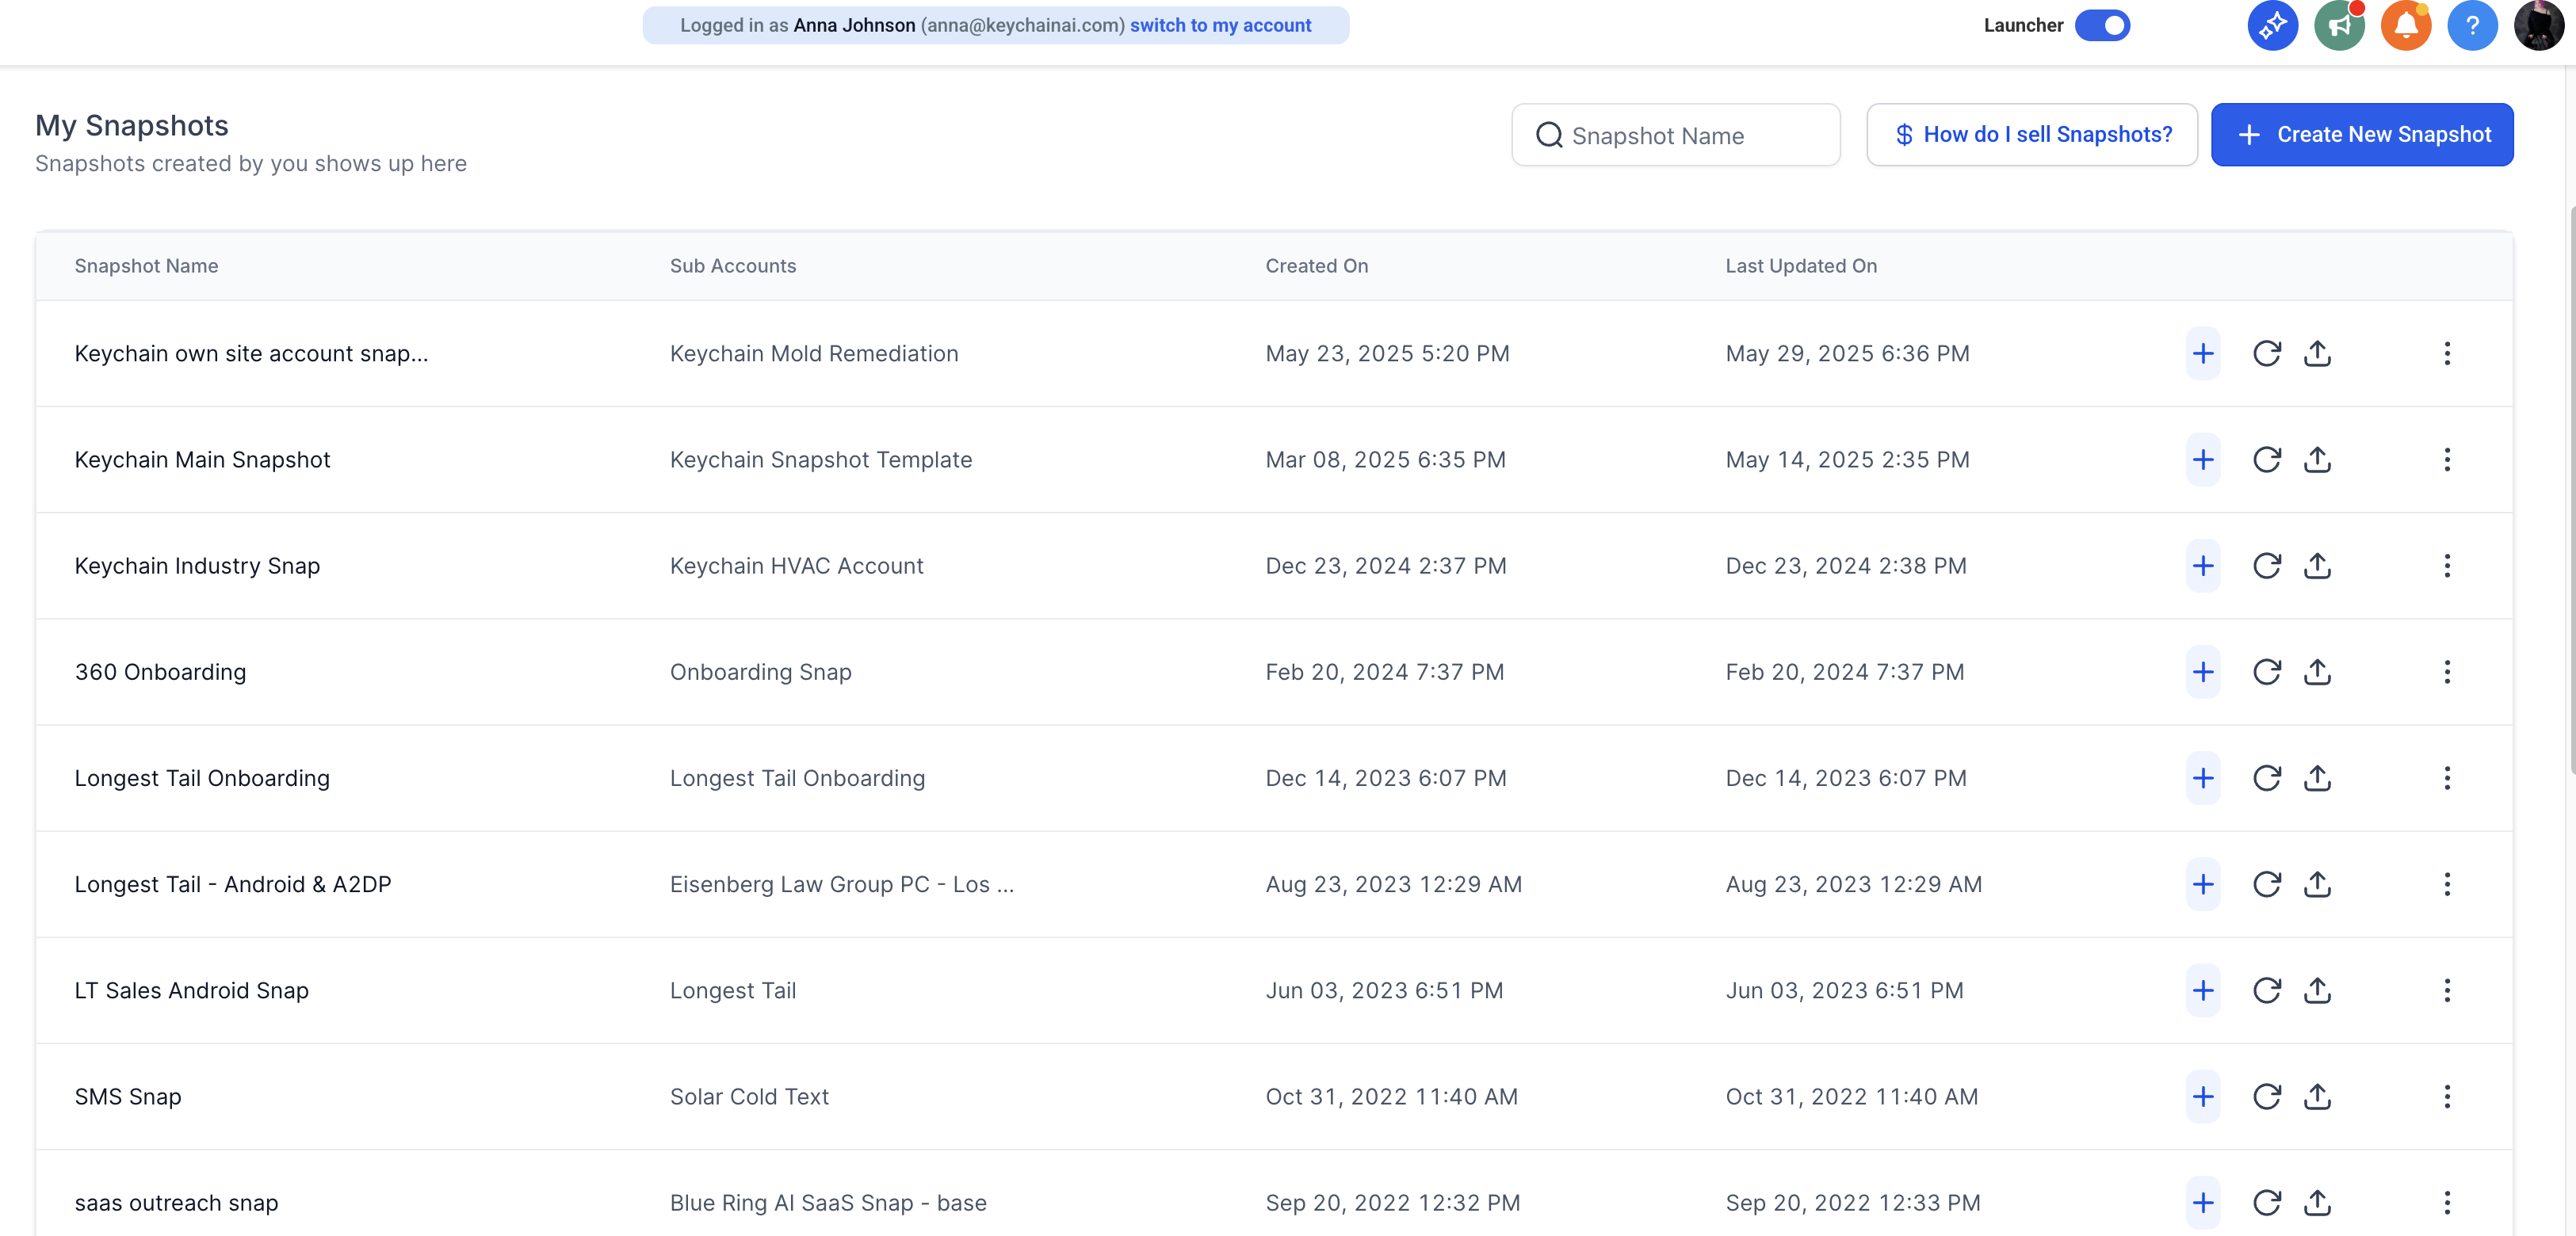 Logged in as Anna Johnson (anna@keychainai.com) switch to my account
Launcher
?
My Snapshots
Snapshots created by you shows up here
Snapshot Name
$ How do I sell Snapshots?
+ Create New Snapshot
Snapshot Name Sub Accounts Created On Last Updated On
Keychain own site account snap... Keychain Mold Remediation May 23, 2025 5:20 PM May 29, 2025 6:36 PM
Keychain Main Snapshot Keychain Snapshot Template Mar 08, 2025 6:35 PM May 14, 2025 2:35 PM
Keychain Industry Snap Keychain HVAC Account Dec 23, 2024 2:37 PM Dec 23, 2024 2:38 PM
360 Onboarding Onboarding Snap Feb 20, 2024 7:37 PM Feb 20, 2024 7:37 PM
Longest Tail Onboarding Longest Tail Onboarding Dec 14, 2023 6:07 PM Dec 14, 2023 6:07 PM
Longest Tail - Android & A2DP Eisenberg Law Group PC - Los ... Aug 23, 2023 12:29 AM Aug 23, 2023 12:29 AM
LT Sales Android Snap Longest Tail Jun 03, 2023 6:51 PM Jun 03, 2023 6:51 PM
SMS Snap Solar Cold Text Oct 31, 2022 11:40 AM Oct 31, 2022 11:40 AM
saas outreach snap Blue Ring AI SaaS Snap - base Sep 20, 2022 12:32 PM Sep 20, 2022 12:33 PM